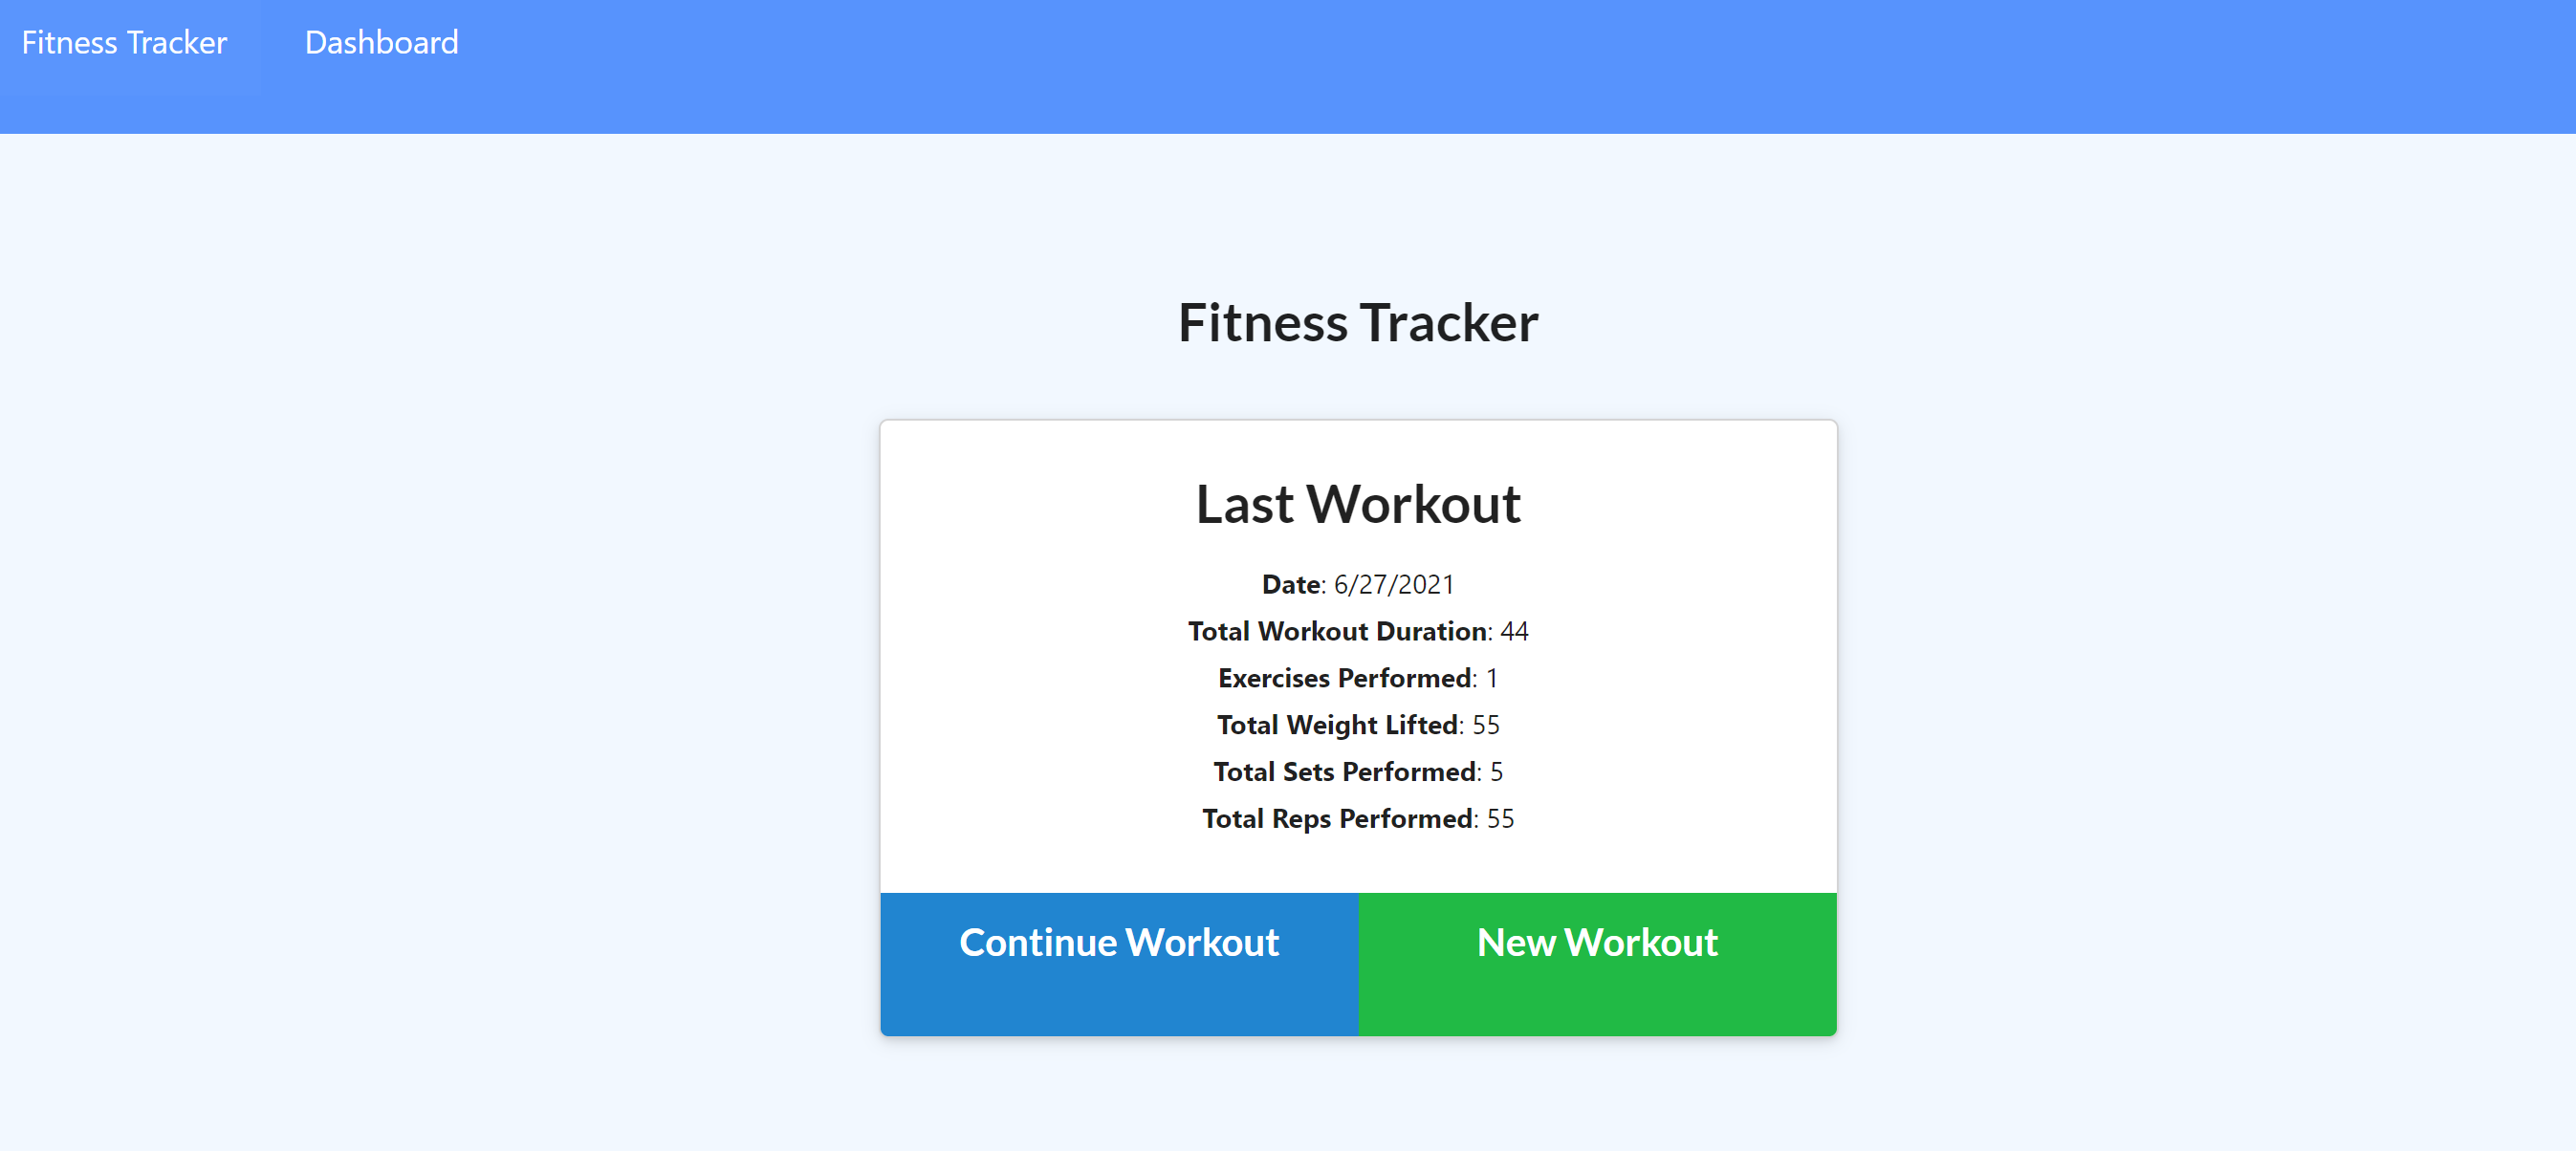 Fitness Tracker Dashboard
Fitness Tracker
Last Workout
Date: 6/27/2021
Total Workout Duration: 44
Exercises Performed: 1
Total Weight Lifted: 55
Total Sets Performed: 5
Total Reps Performed: 55
Continue Workout New Workout